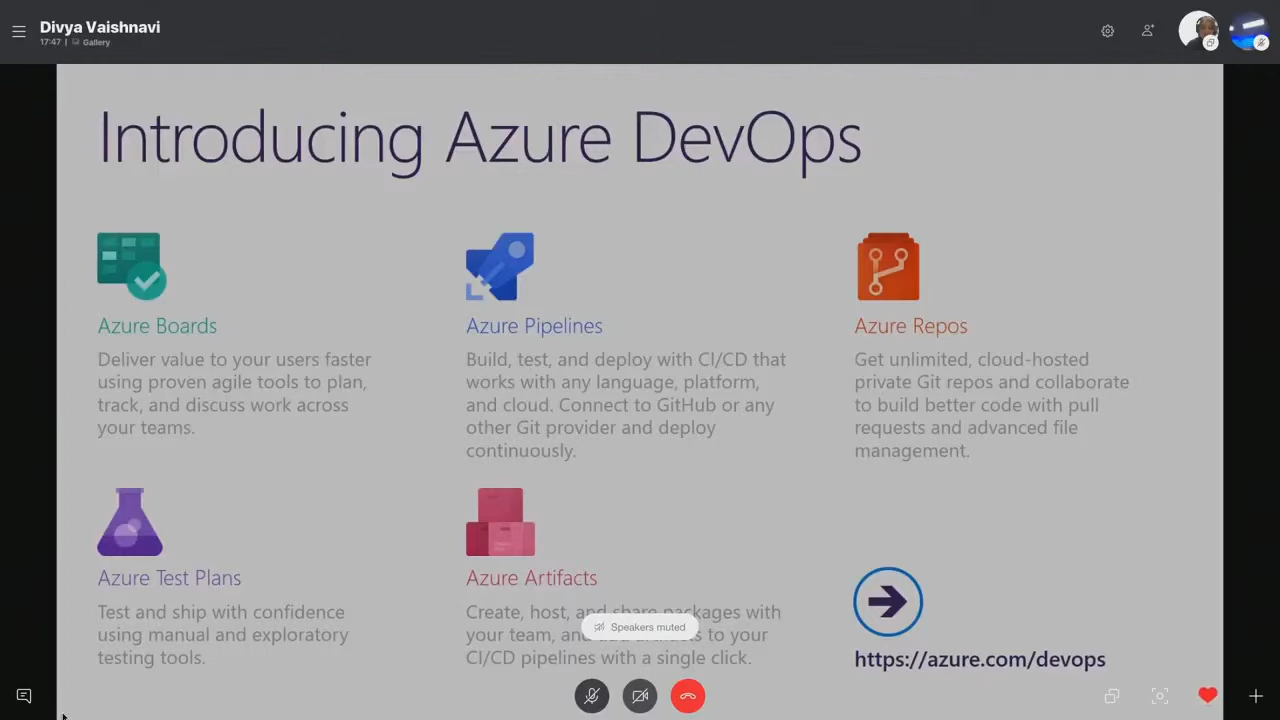 Divya Vaishnavi
17:47 | Gallery
Introducing Azure DevOps
Azure Boards
Deliver value to your users faster
using proven agile tools to plan,
track, and discuss work across
your teams.
Azure Pipelines
Build, test, and deploy with CI/CD that
works with any language, platform,
and cloud. Connect to GitHub or any
other Git provider and deploy
continuously.
Azure Repos
Get unlimited, cloud-hosted
private Git repos and collaborate
to build better code with pull
requests and advanced file
management.
Azure Test Plans
Test and ship with confidence
using manual and exploratory
testing tools.
Azure Artifacts
Create, host, and share packages with
your team, and add artifacts to your
CI/CD pipelines with a single click.
https://azure.com/devops
Speakers muted